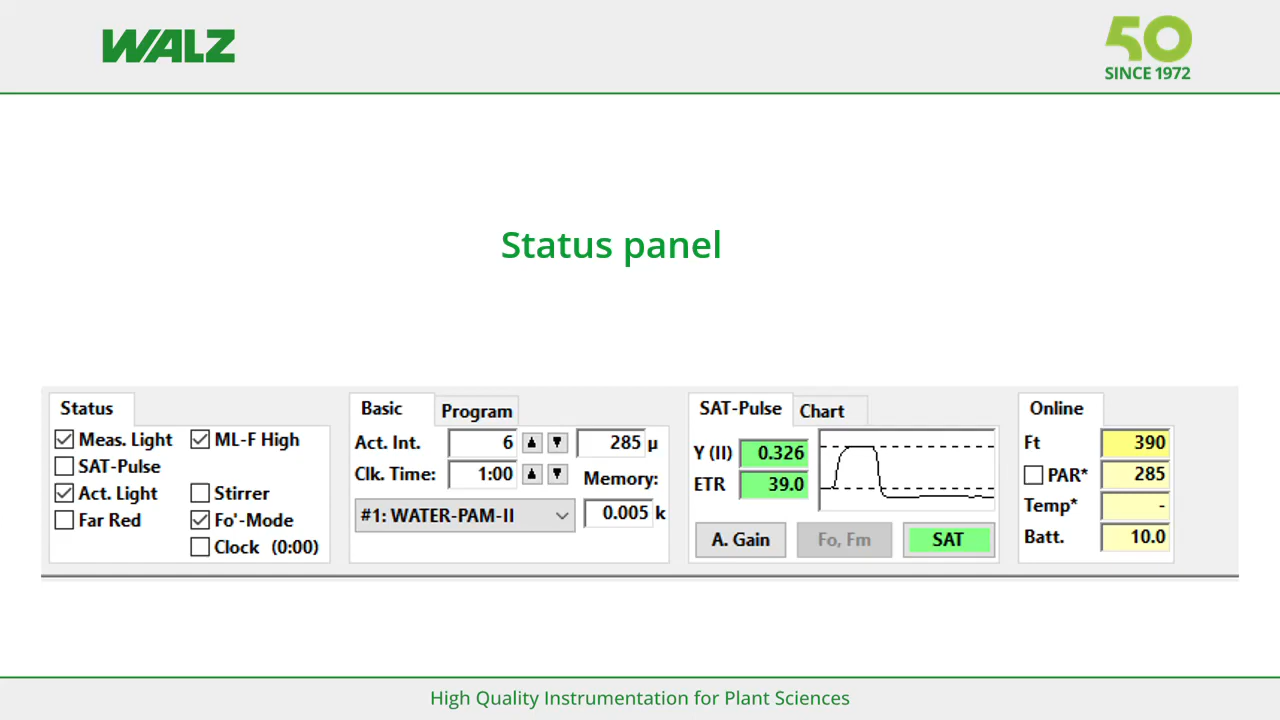 WALZ
50
SINCE 1972
Status panel
Status
Meas. Light ML-F High
SAT-Pulse
Act. Light Stirrer
Far Red Fo'-Mode
Clock (0:00)
Basic Program
Act. Int. 6 285 µ
Clk. Time: 1:00 Memory:
#1: WATER-PAM-II 0.005 k
SAT-Pulse Chart
Y (II) 0.326
ETR 39.0
A. Gain Fo, Fm SAT
Online
Ft 390
PAR* 285
Temp* -
Batt. 10.0
High Quality Instrumentation for Plant Sciences